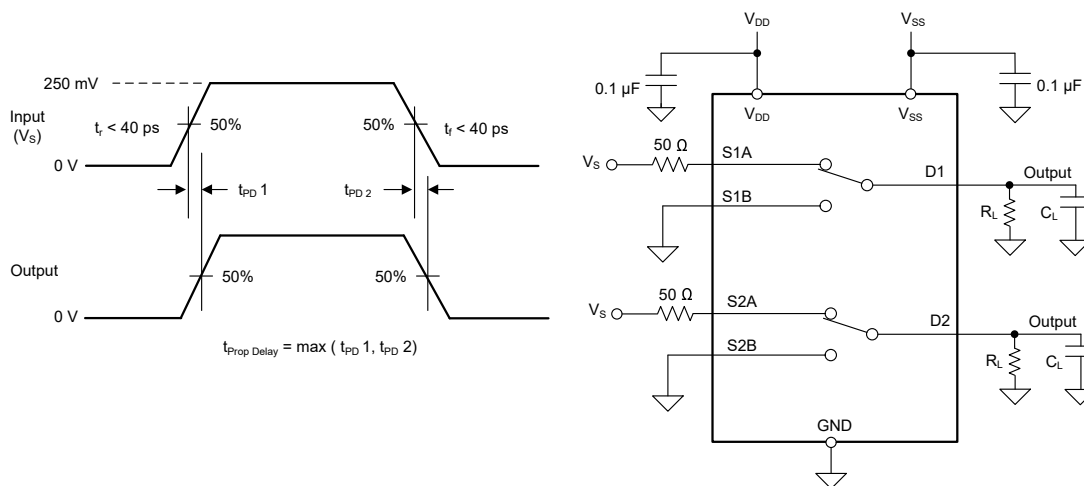 250 mV
Input
(VS)
tr < 40 ps
50%
50%
tf < 40 ps
0 V
tPD 1
tPD 2
Output
50%
50%
0 V
tProp Delay = max ( tPD 1, tPD 2)
VDD
VSS
0.1 µF
0.1 µF
VDD
VSS
VS
50 Ω
S1A
D1
Output
S1B
RL
CL
VS
50 Ω
S2A
D2
Output
S2B
RL
CL
GND